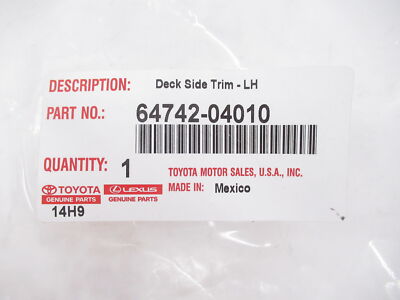 DESCRIPTION: Deck Side Trim - LH
PART NO.: 64742-04010
QUANTITY: 1 TOYOTA MOTOR SALES, U.S.A., INC.
TOYOTA LEXUS MADE IN: Mexico
GENUINE PARTS GENUINE PARTS
14H9